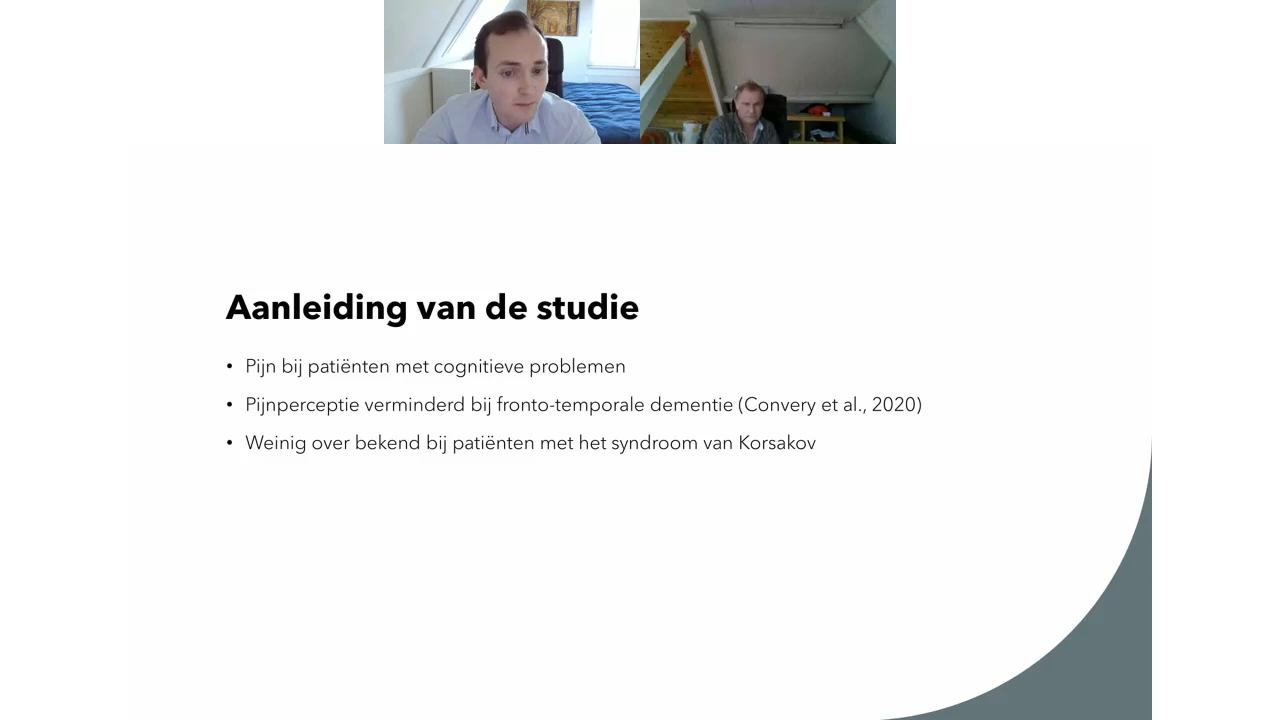 Aanleiding van de studie
• Pijn bij patiënten met cognitieve problemen
• Pijnperceptie verminderd bij fronto-temporale dementie (Convery et al., 2020)
• Weinig over bekend bij patiënten met het syndroom van Korsakov